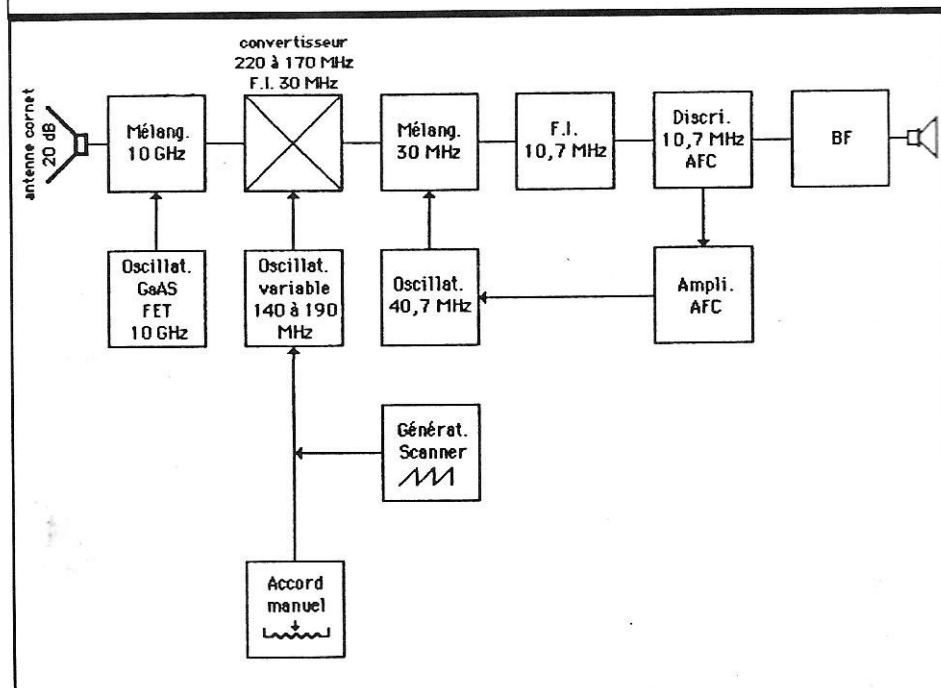 convertisseur
220 à 170 MHz
F.I. 30 MHz
antenne cornet
20 dB
Mélang.
10 GHz
Mélang.
30 MHz
F.I.
10,7 MHz
Discri.
10,7 MHz
AFC
BF
Oscillat.
GaAS
FET
10 GHz
Oscillat.
variable
140 à 190
MHz
Oscillat.
40,7 MHz
Ampli.
AFC
Générat.
Scanner
Accord
manuel